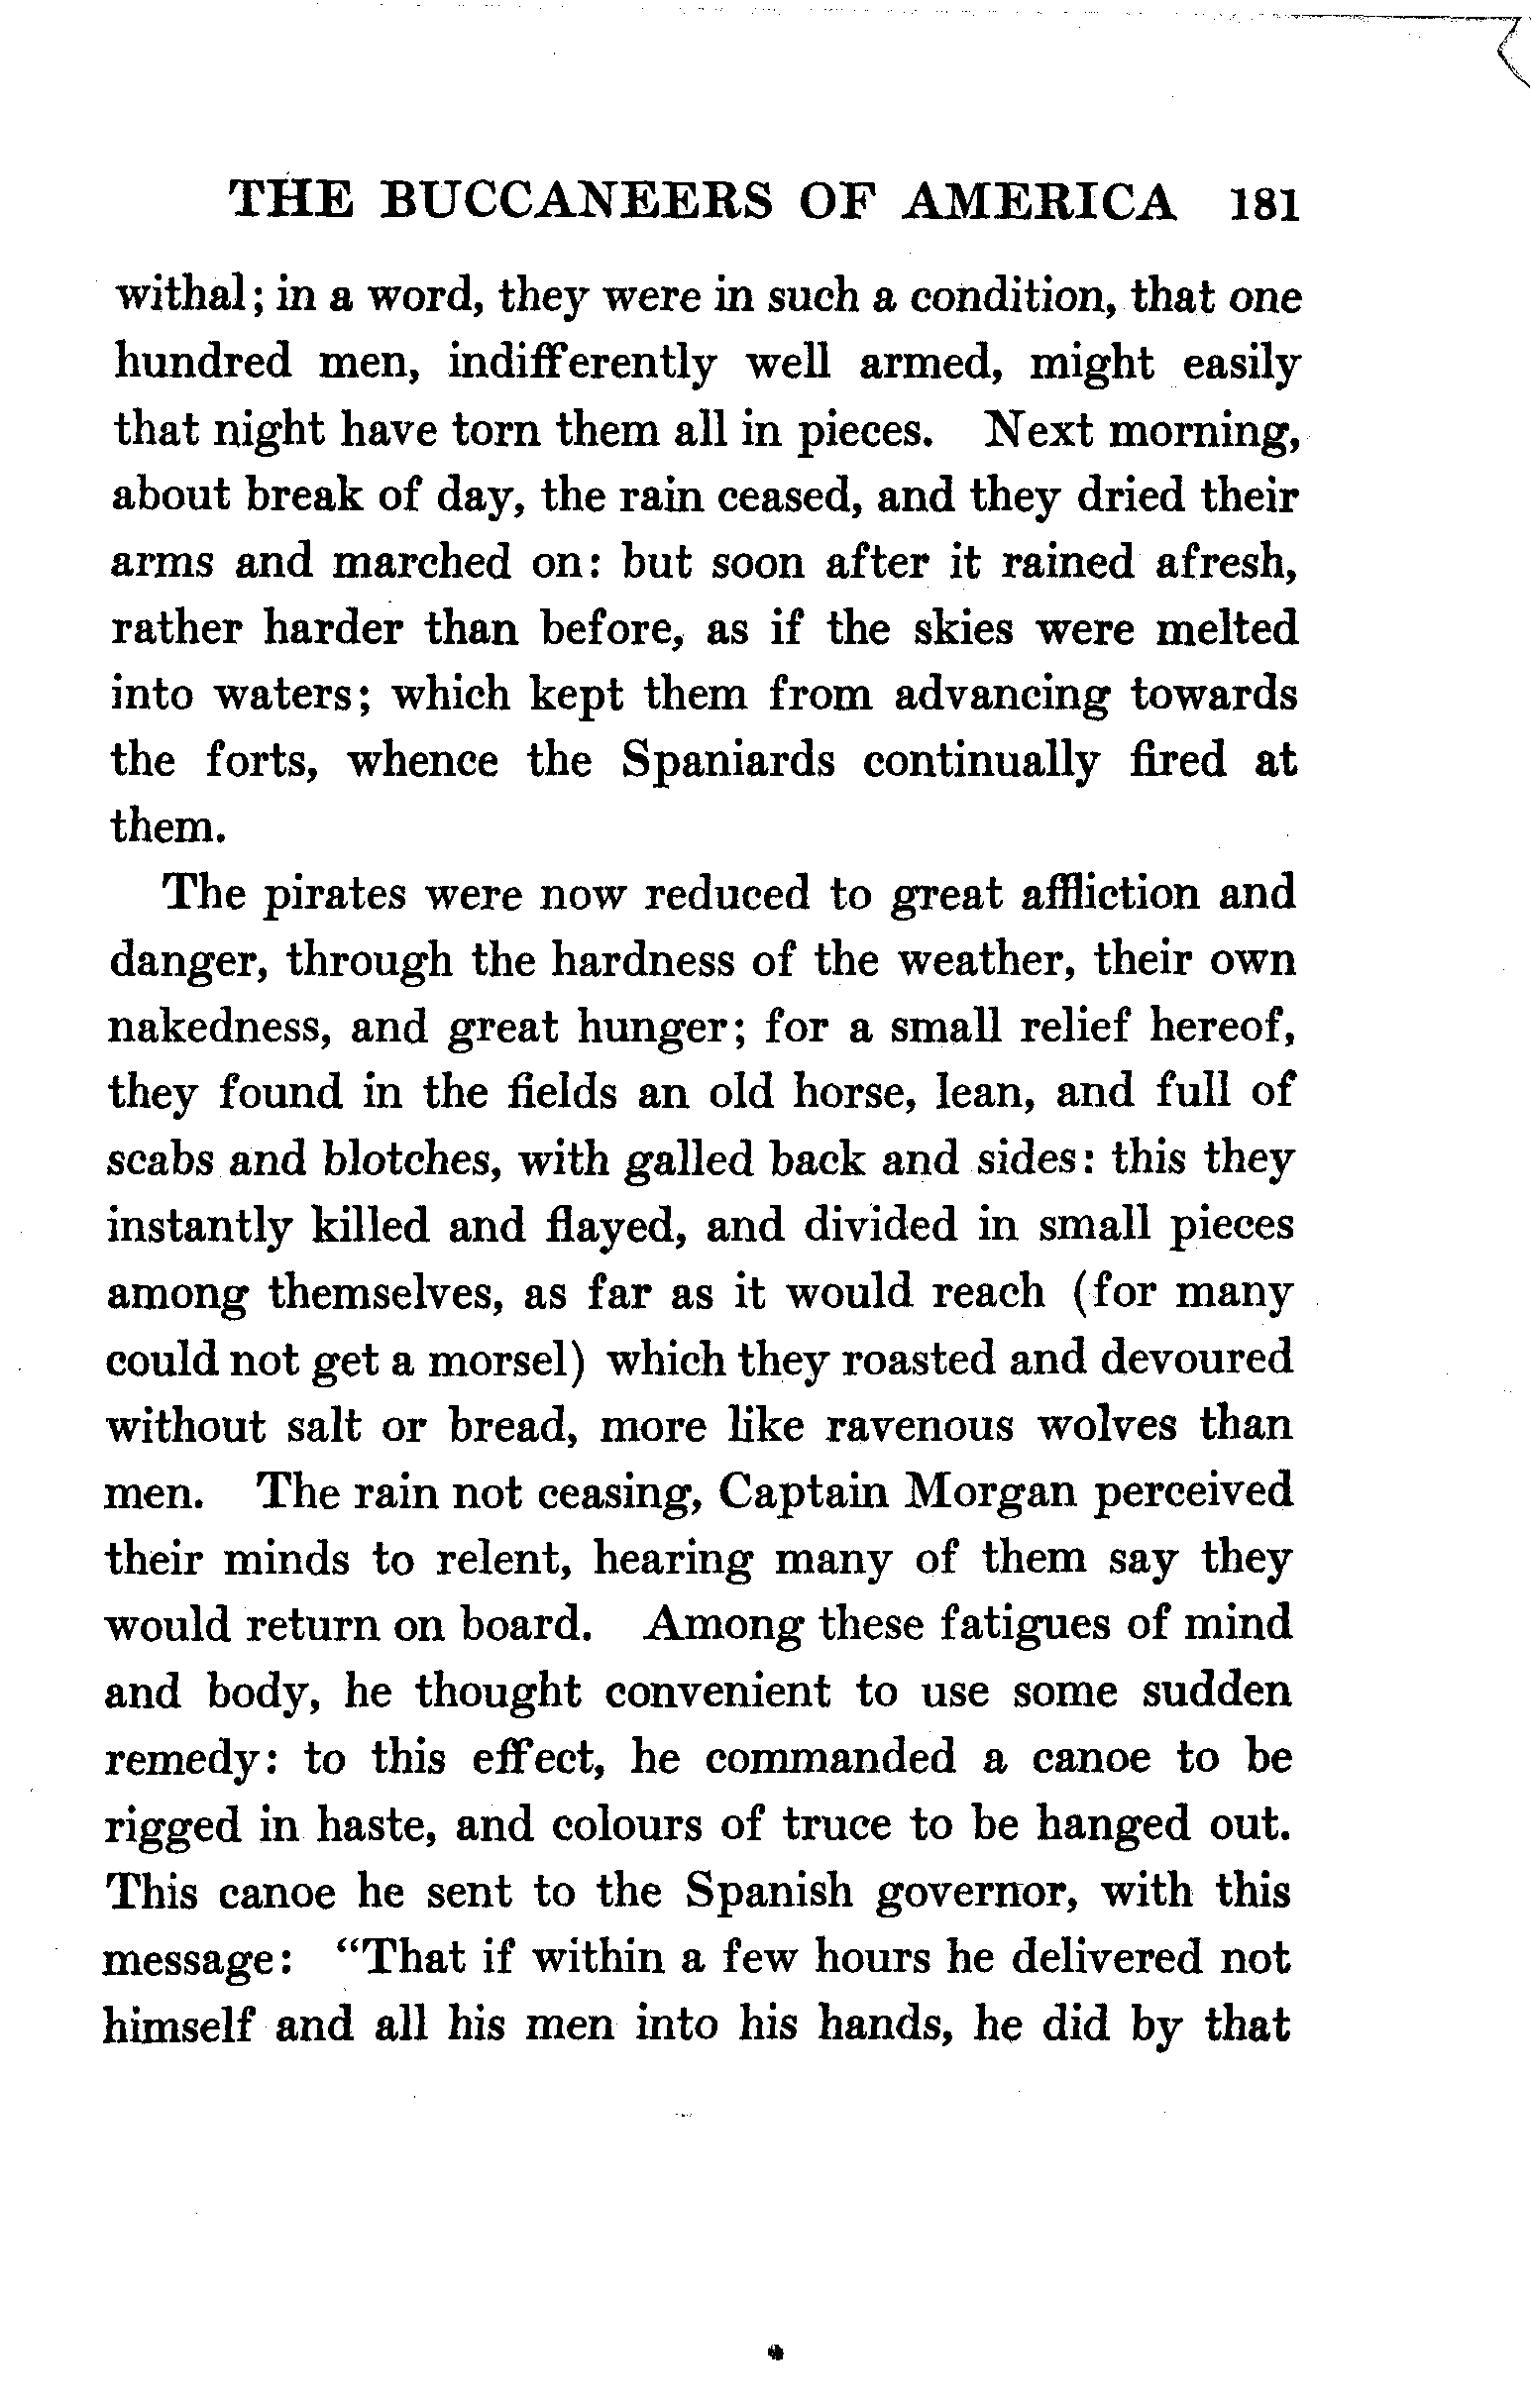 THE BUCCANEERS OF AMERICA 181
withal; in a word, they were in such a condition, that one
hundred men, indifferently well armed, might easily
that night have torn them all in pieces. Next morning,
about break of day, the rain ceased, and they dried their
arms and marched on: but soon after it rained afresh,
rather harder than before, as if the skies were melted
into waters; which kept them from advancing towards
the forts, whence the Spaniards continually fired at
them.
The pirates were now reduced to great affliction and
danger, through the hardness of the weather, their own
nakedness, and great hunger; for a small relief hereof,
they found in the fields an old horse, lean, and full of
scabs and blotches, with galled back and sides: this they
instantly killed and flayed, and divided in small pieces
among themselves, as far as it would reach (for many
could not get a morsel) which they roasted and devoured
without salt or bread, more like ravenous wolves than
men. The rain not ceasing, Captain Morgan perceived
their minds to relent, hearing many of them say they
would return on board. Among these fatigues of mind
and body, he thought convenient to use some sudden
remedy: to this effect, he commanded a canoe to be
rigged in haste, and colours of truce to be hanged out.
This canoe he sent to the Spanish governor, with this
message: "That if within a few hours he delivered not
himself and all his men into his hands, he did by that